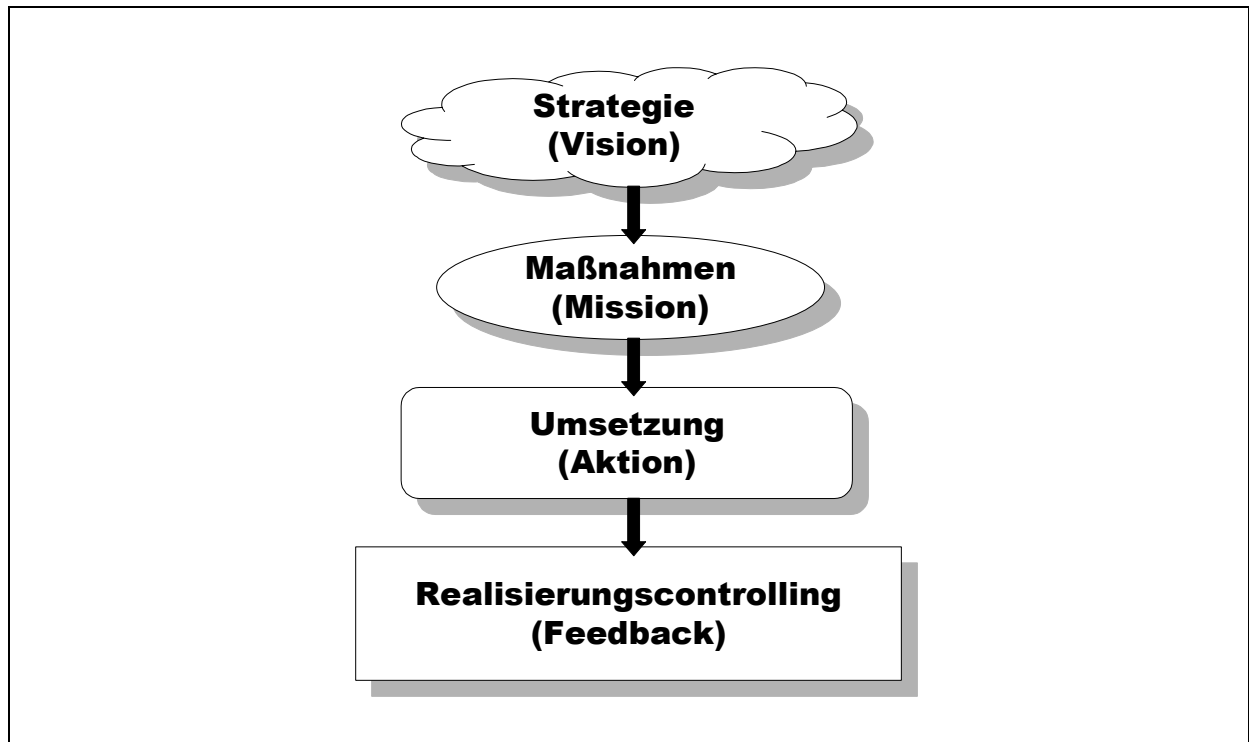 Strategie
(Vision)
Maßnahmen
(Mission)
Umsetzung
(Aktion)
Realisierungscontrolling
(Feedback)